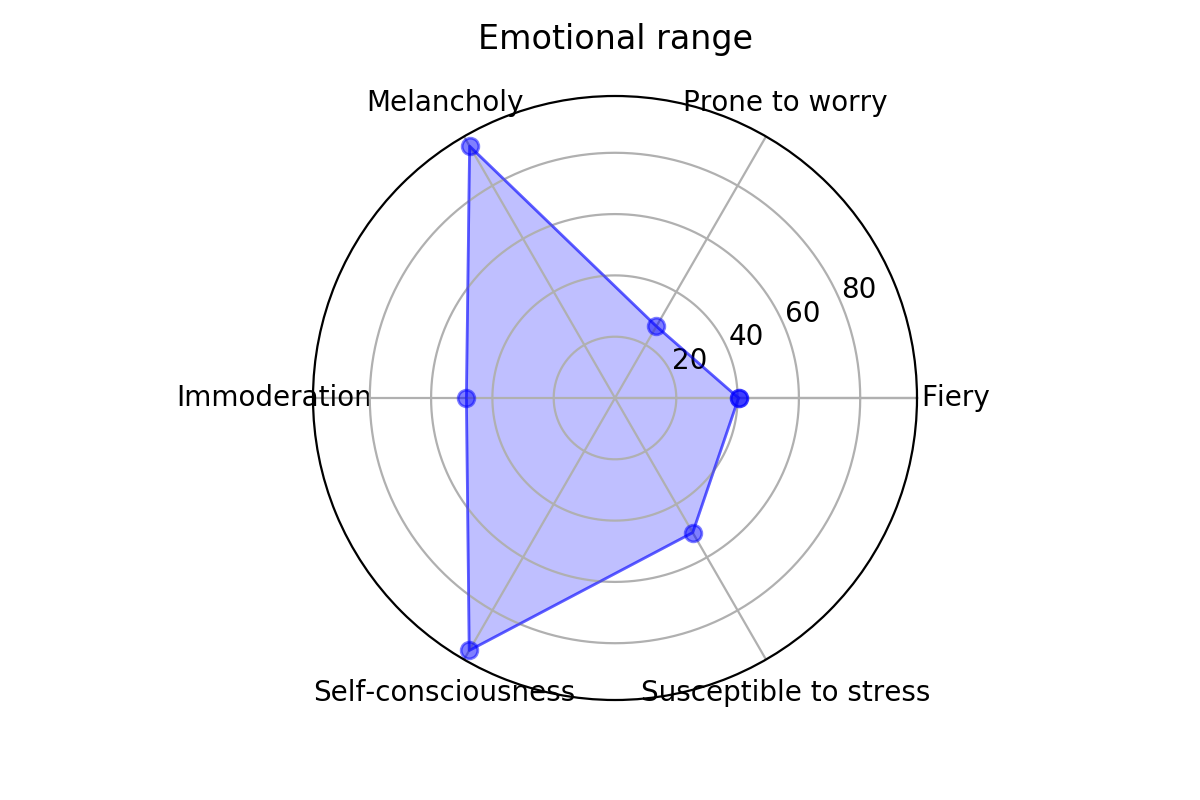 Emotional range
Melancholy
Prone to worry
80
60
40
20
Immoderation
Fiery
Self-consciousness
Susceptible to stress